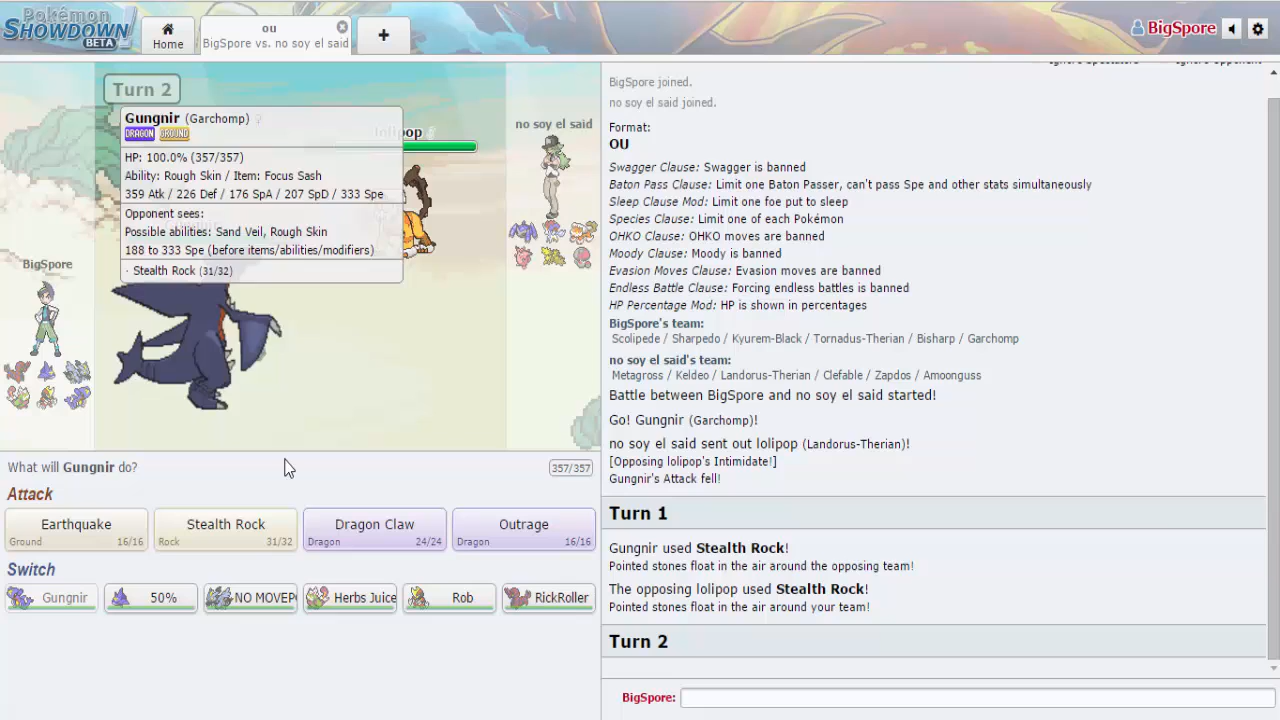 Pokémon
SHOWDOWN
BETA
Home
ou
BigSpore vs. no soy el said
+
BigSpore
Turn 2
Gungnir (Garchomp)
DRAGON GROUND
HP: 100.0% (357/357)
Ability: Rough Skin / Item: Focus Sash
359 Atk / 226 Def / 176 SpA / 207 SpD / 333 Spe
Opponent sees:
Possible abilities: Sand Veil, Rough Skin
188 to 333 Spe (before items/abilities/modifiers)
· Stealth Rock (31/32)
no soy el said
BigSpore
What will Gungnir do?
357/357
Attack
Earthquake
Ground 16/16
Stealth Rock
Rock 31/32
Dragon Claw
Dragon 24/24
Outrage
Dragon 16/16
Switch
Gungnir
50%
NO MOVEP
Herbs Juice
Rob
RickRoller
BigSpore joined.
no soy el said joined.
Format:
OU
Swagger Clause: Swagger is banned
Baton Pass Clause: Limit one Baton Passer, can't pass Spe and other stats simultaneously
Sleep Clause Mod: Limit one foe put to sleep
Species Clause: Limit one of each Pokémon
OHKO Clause: OHKO moves are banned
Moody Clause: Moody is banned
Evasion Moves Clause: Evasion moves are banned
Endless Battle Clause: Forcing endless battles is banned
HP Percentage Mod: HP is shown in percentages
BigSpore's team:
Scolipede / Sharpedo / Kyurem-Black / Tornadus-Therian / Bisharp / Garchomp
no soy el said's team:
Metagross / Keldeo / Landorus-Therian / Clefable / Zapdos / Amoonguss
Battle between BigSpore and no soy el said started!
Go! Gungnir (Garchomp)!
no soy el said sent out lolipop (Landorus-Therian)!
[Opposing lolipop's Intimidate!]
Gungnir's Attack fell!
Turn 1
Gungnir used Stealth Rock!
Pointed stones float in the air around the opposing team!
The opposing lolipop used Stealth Rock!
Pointed stones float in the air around your team!
Turn 2
BigSpore: